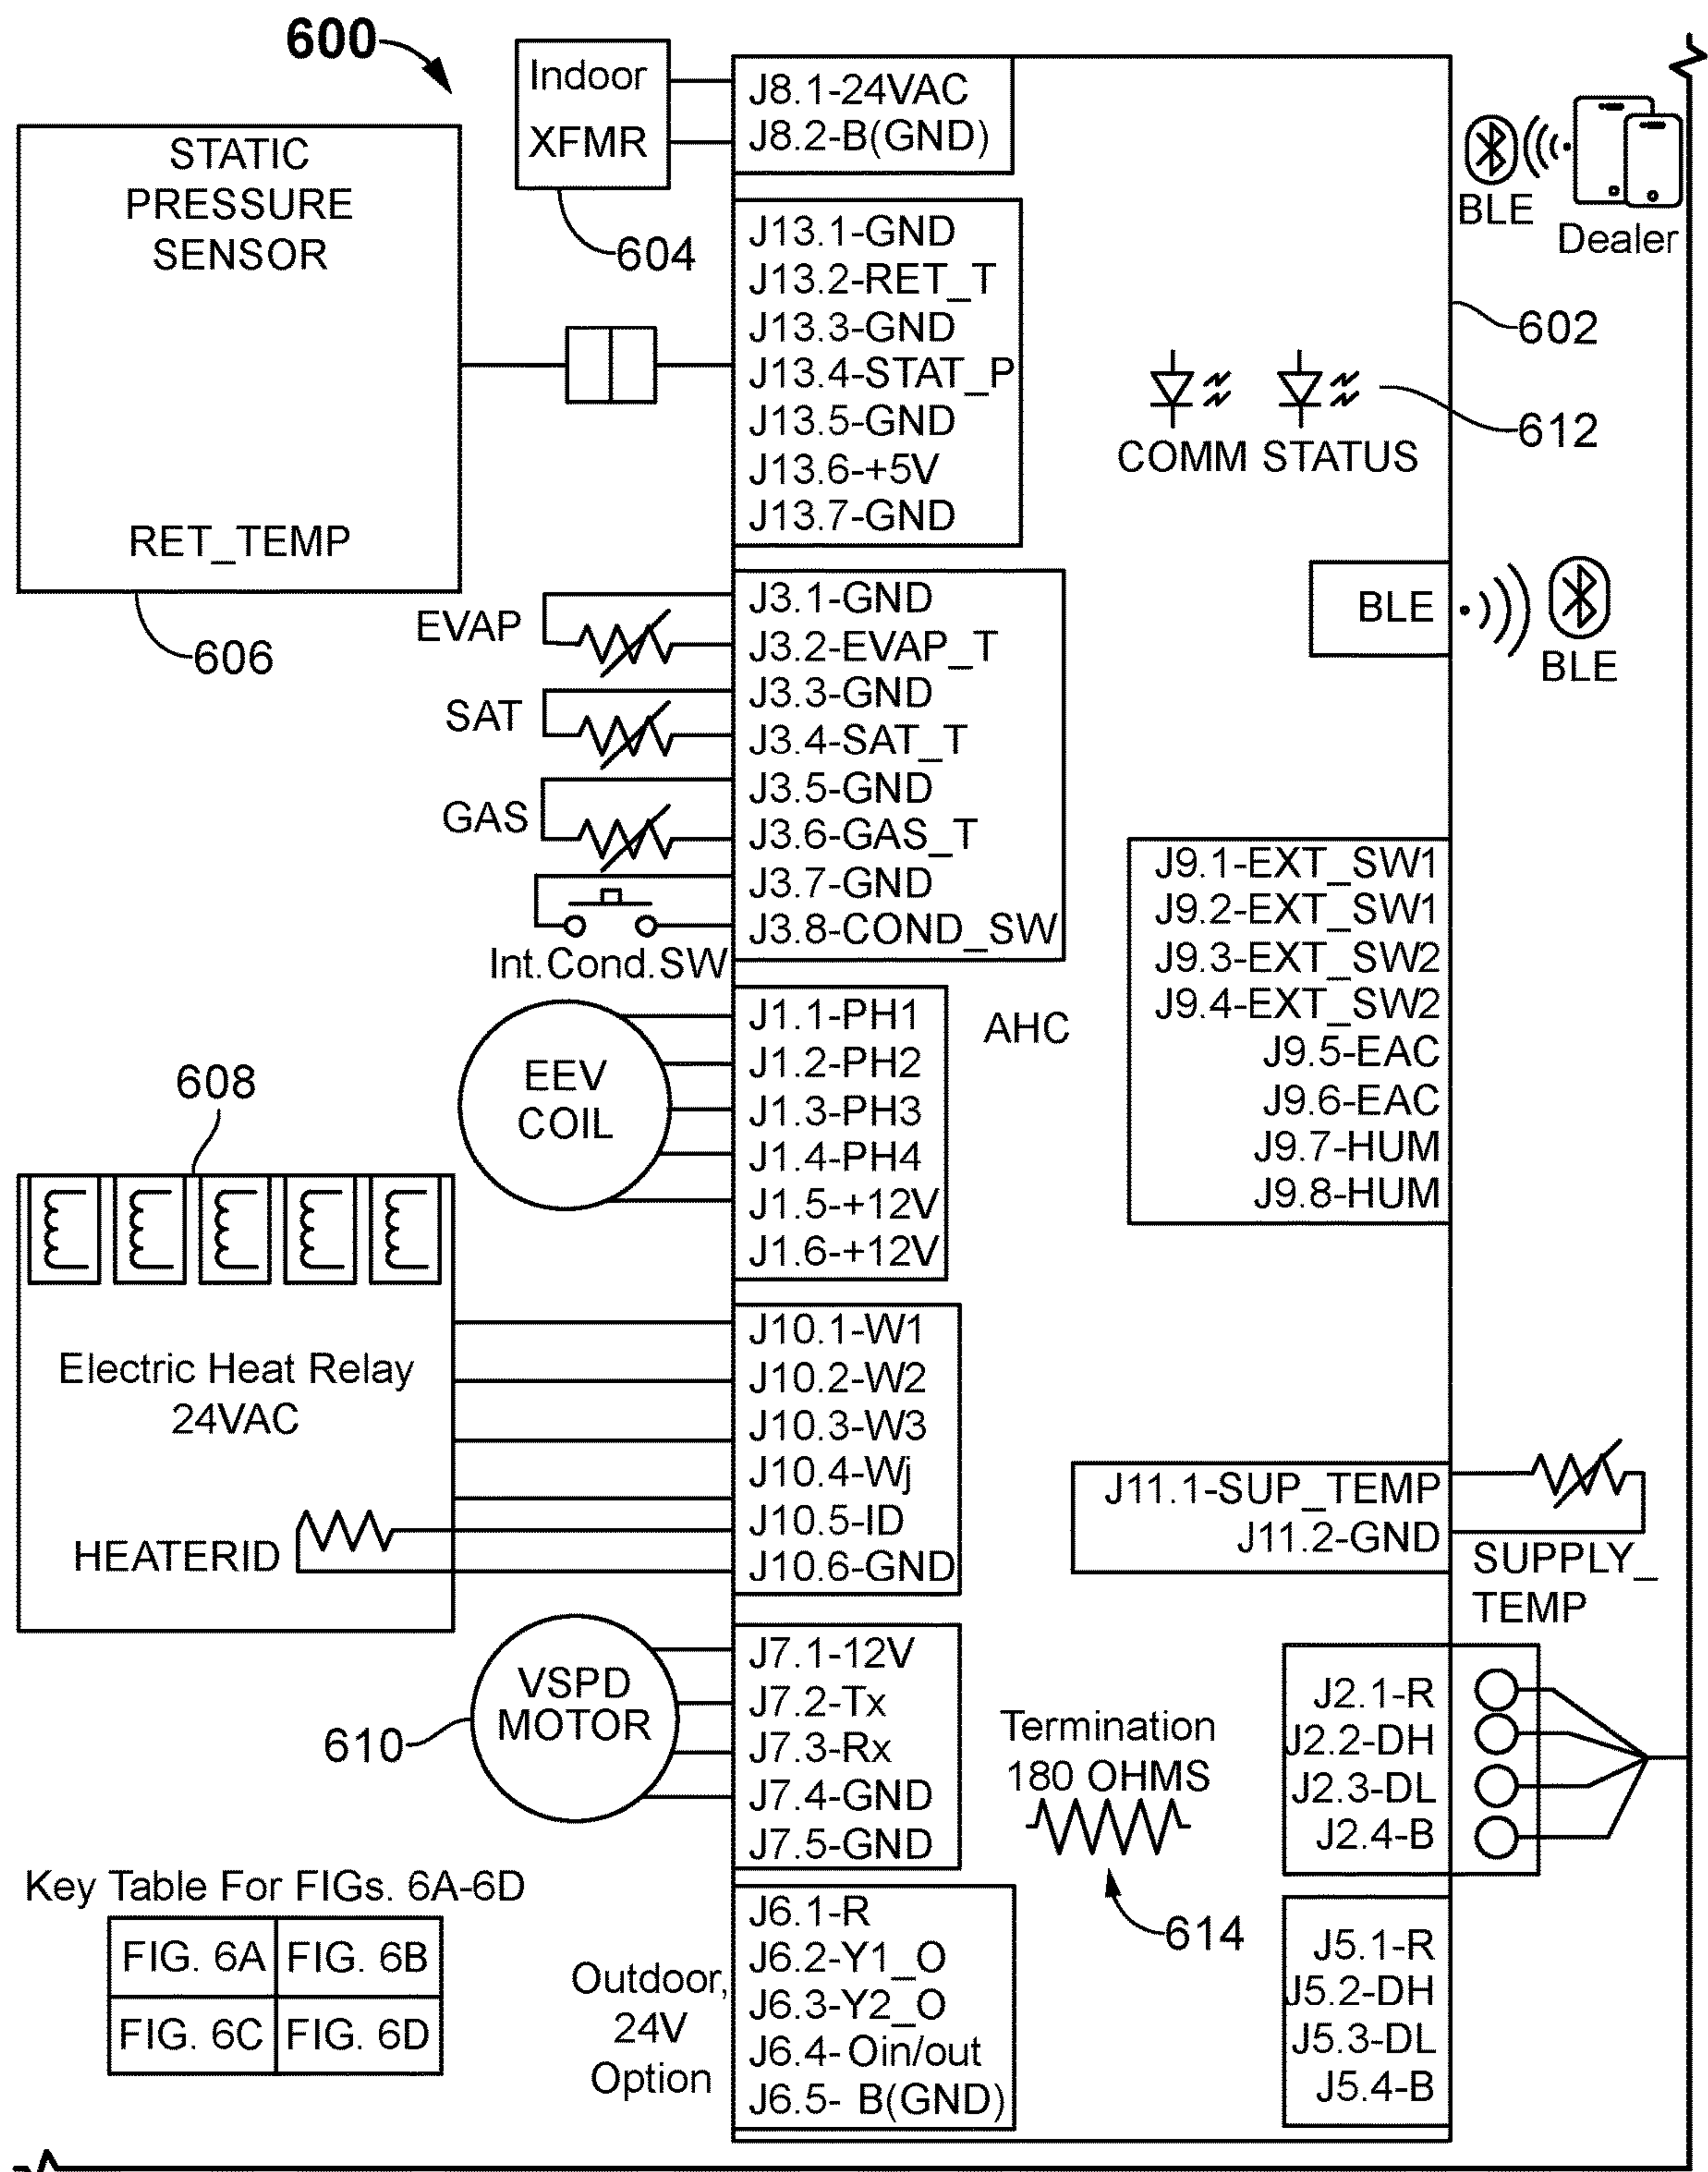 600
Indoor
XFMR
604
J8.1-24VAC
J8.2-B(GND)
STATIC
PRESSURE
SENSOR
RET_TEMP
606
J13.1-GND
J13.2-RET_T
J13.3-GND
J13.4-STAT_P
J13.5-GND
J13.6-+5V
J13.7-GND
BLE
Dealer
602
612
COMM STATUS
BLE
BLE
EVAP
SAT
GAS
Int.Cond.SW
J3.1-GND
J3.2-EVAP_T
J3.3-GND
J3.4-SAT_T
J3.5-GND
J3.6-GAS_T
J3.7-GND
J3.8-COND_SW
J9.1-EXT_SW1
J9.2-EXT_SW1
J9.3-EXT_SW2
J9.4-EXT_SW2
J9.5-EAC
J9.6-EAC
J9.7-HUM
J9.8-HUM
AHC
EEV
COIL
J1.1-PH1
J1.2-PH2
J1.3-PH3
J1.4-PH4
J1.5-+12V
J1.6-+12V
608
Electric Heat Relay
24VAC
HEATERID
J10.1-W1
J10.2-W2
J10.3-W3
J10.4-Wj
J10.5-ID
J10.6-GND
J11.1-SUP_TEMP
J11.2-GND
SUPPLY_
TEMP
VSPD
MOTOR
610
J7.1-12V
J7.2-Tx
J7.3-Rx
J7.4-GND
J7.5-GND
Termination
180 OHMS
614
J2.1-R
J2.2-DH
J2.3-DL
J2.4-B
Key Table For FIGs. 6A-6D
FIG. 6A FIG. 6B
FIG. 6C FIG. 6D
Outdoor,
24V
Option
J6.1-R
J6.2-Y1_O
J6.3-Y2_O
J6.4- Oin/out
J6.5- B(GND)
J5.1-R
J5.2-DH
J5.3-DL
J5.4-B